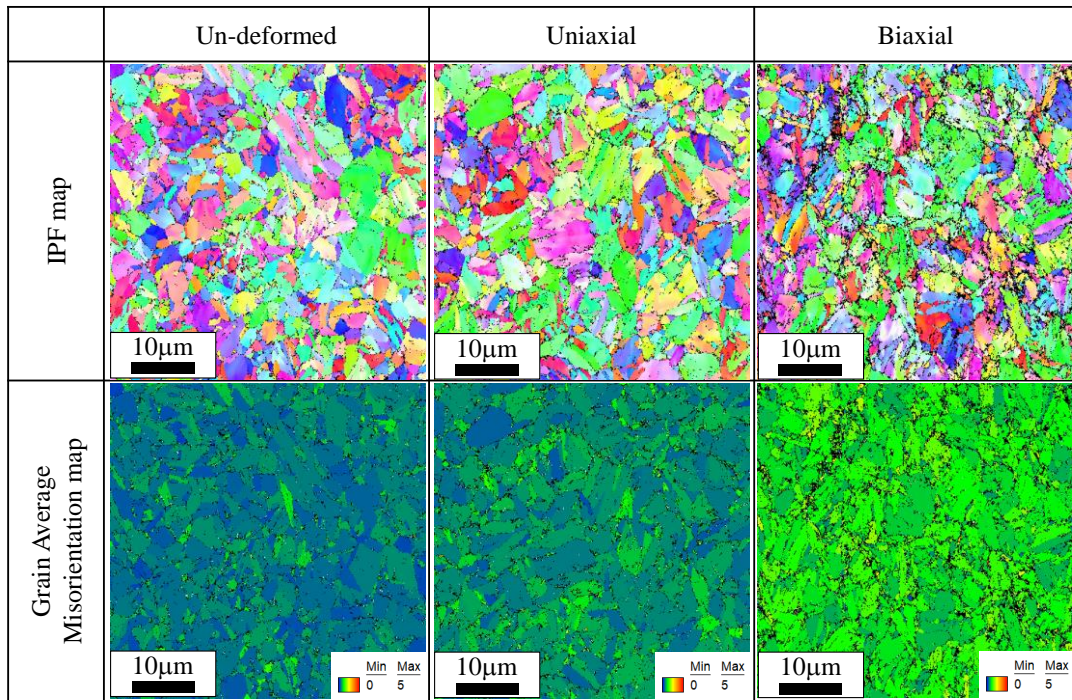 Un-deformed
Uniaxial
Biaxial
IPF map
10μm
10μm
10μm
Grain Average
Misorientation map
10μm
Min Max
0 5
10μm
Min Max
0 5
10μm
Min Max
0 5